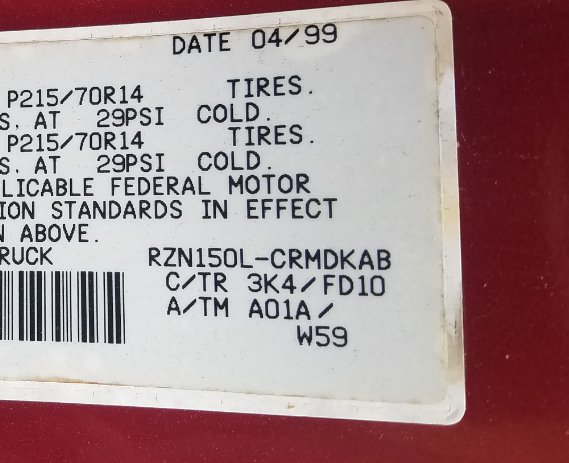 DATE 04/99
P215/70R14 TIRES.
S, AT 29PSI COLD.
P215/70R14 TIRES.
S, AT 29PSI COLD.
LICABLE FEDERAL MOTOR
ION STANDARDS IN EFFECT
N ABOVE.
RUCK RZN150L-CRMDKAB
C/TR 3K4/FD10
A/TM A01A/
W59